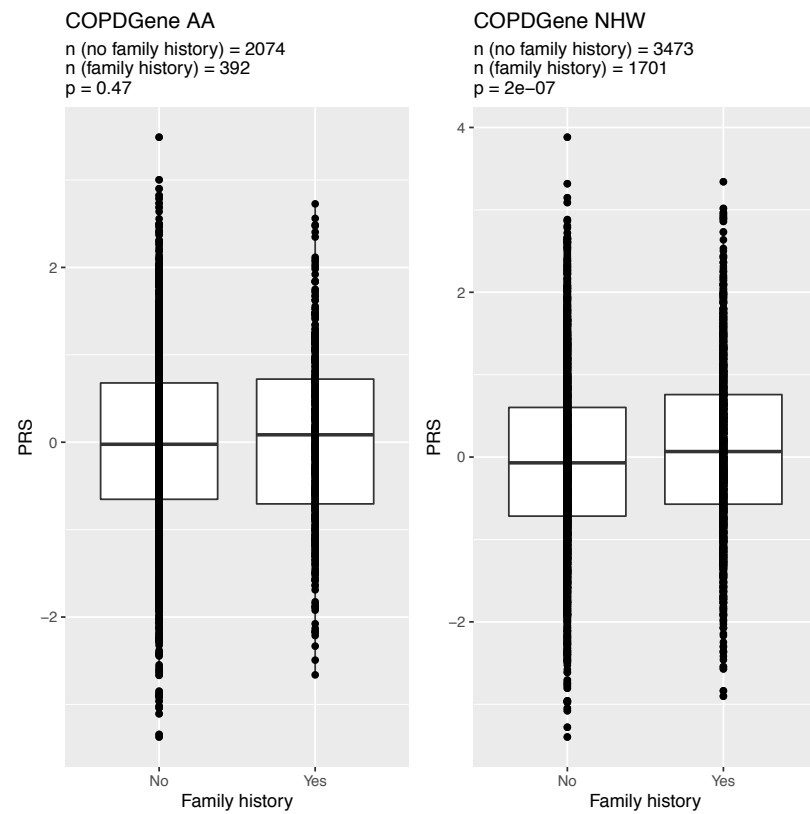 COPDGene AA
n (no family history) = 2074
n (family history) = 392
p = 0.47
2
0
−2
PRS
No
Yes
Family history
COPDGene NHW
n (no family history) = 3473
n (family history) = 1701
p = 2e−07
4
2
0
−2
PRS
No
Yes
Family history